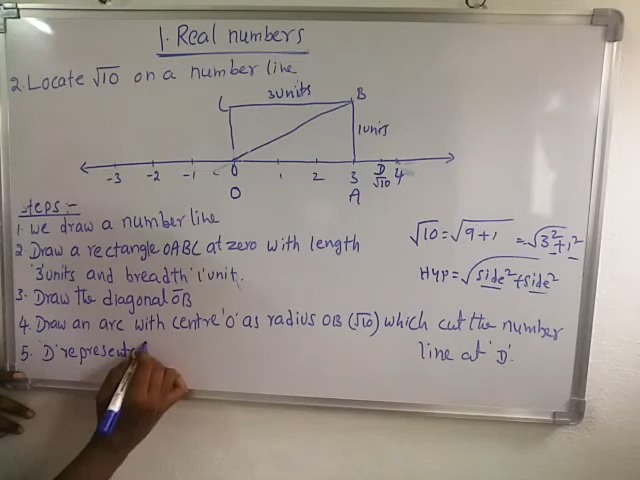 1. Real numbers
2. Locate √10 on a number line
3units
C
B
1units
-3 -2 -1 0 1 2 3 D 4
√10
O A
steps:-
1. we draw a number line
2 Draw a rectangle OABC at zero with length
'3'units and breadth '1'unit.
3. Draw the diagonal OB
4. Draw an arc with centre 'O' as radius OB (√10) which cut the number
line at 'D'.
5. 'D' represents
√10 = √9+1 = √3²+1²
Hyp = √side²+side²